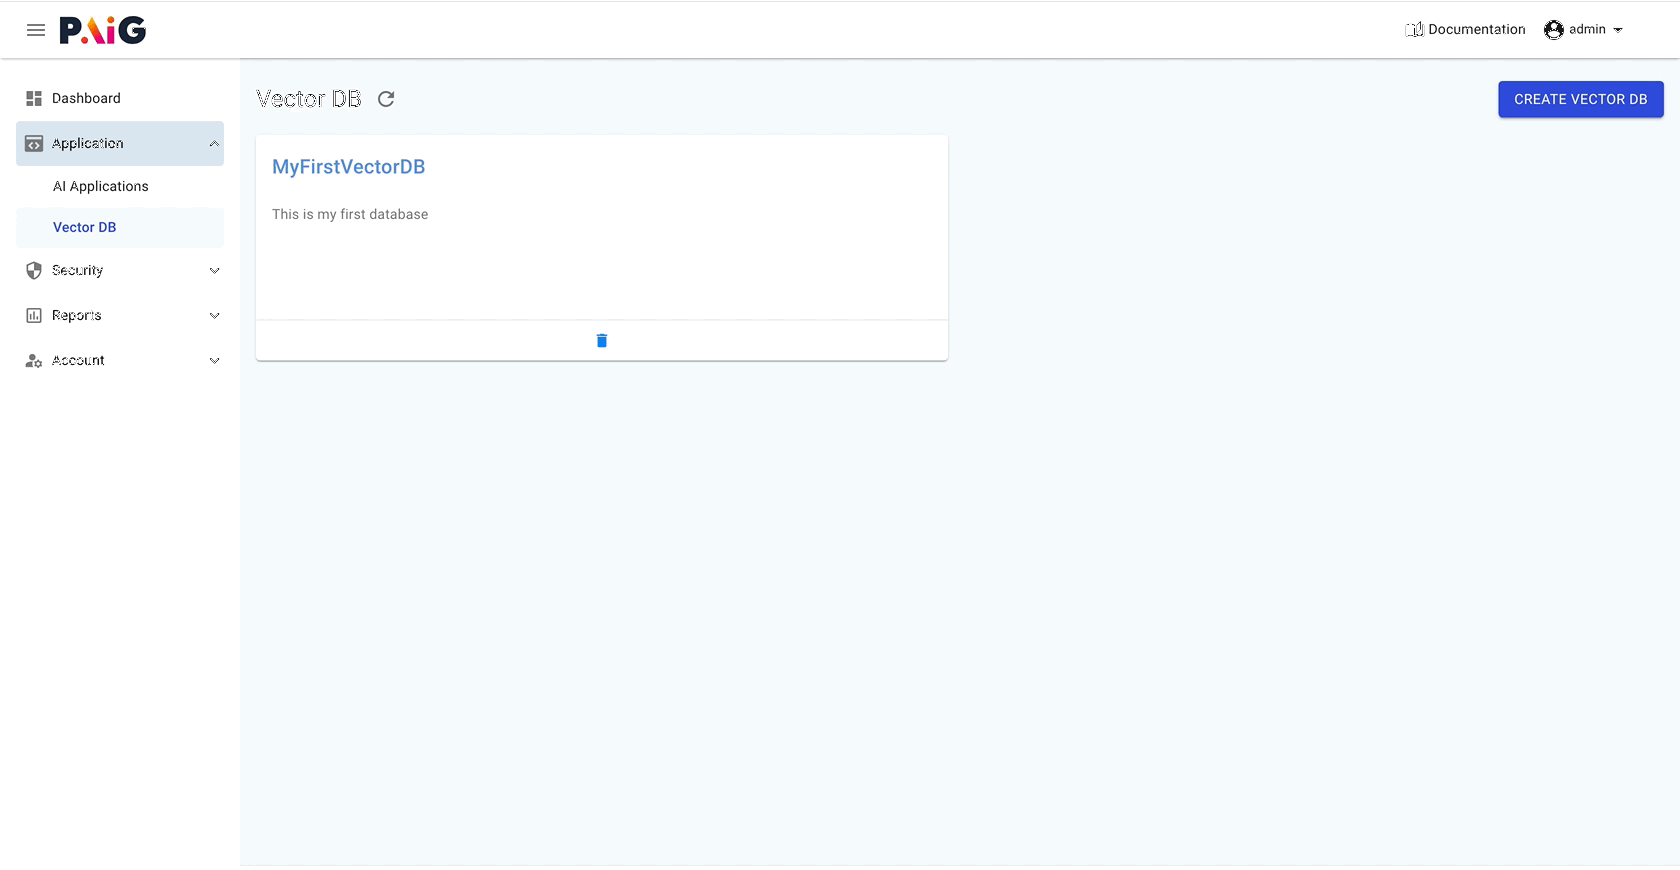 PAiG
Documentation
admin
Dashboard
Application
AI Applications
Vector DB
Security
Reports
Account
Vector DB
CREATE VECTOR DB
MyFirstVectorDB
This is my first database